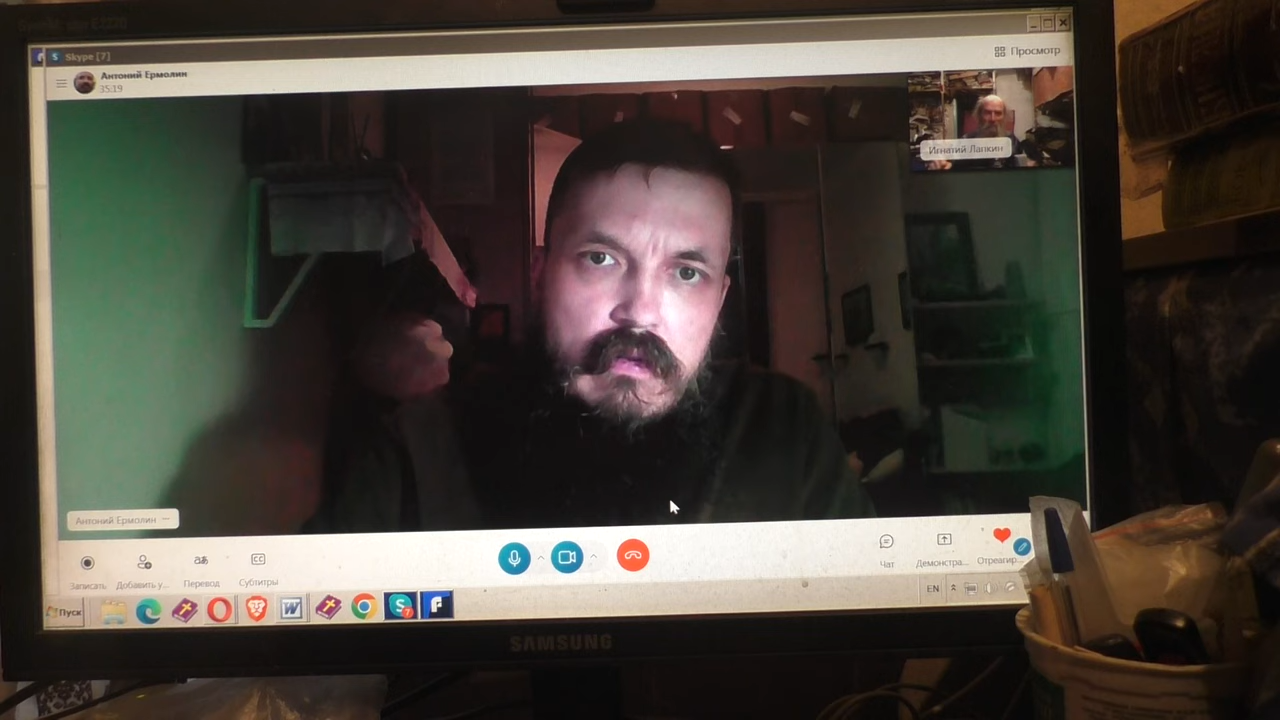 Skype [7]
Антоний Ермолин
35:19
Просмотр
Игнатий Лапкин
Антоний Ермолин
Записать
Добавить у...
Перевод
Субтитры
Чат
Демонстра...
Отреагир...
Пуск
EN
SAMSUNG